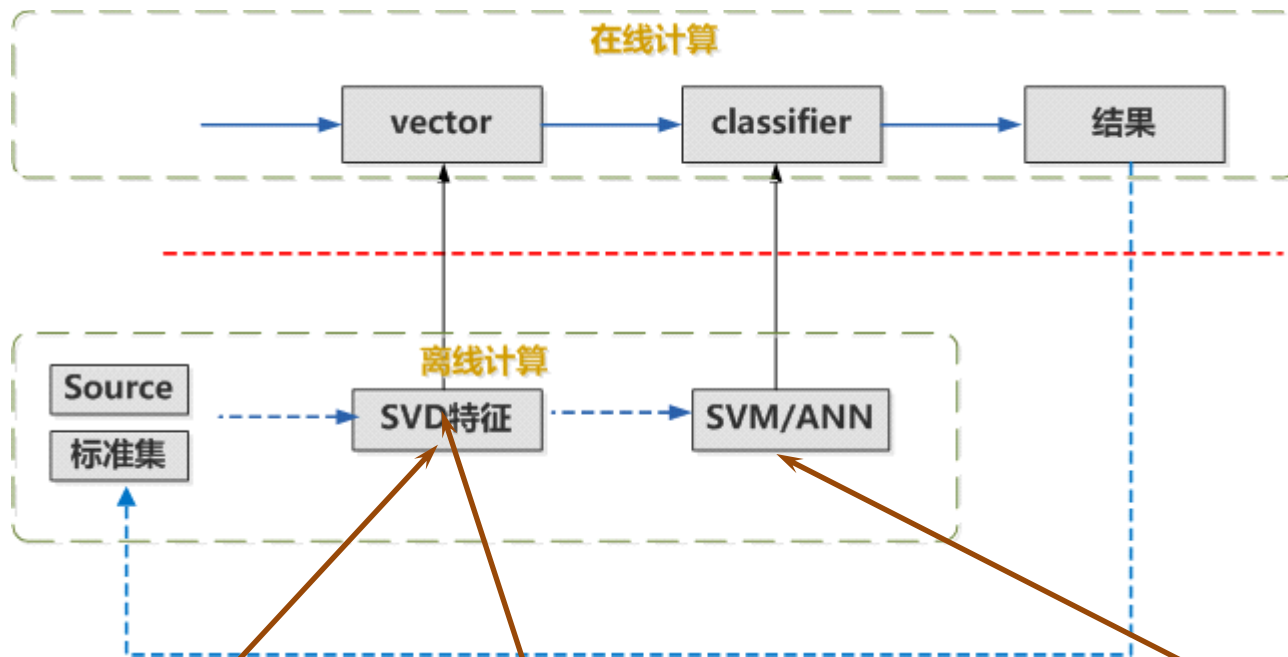 在线计算
vector
classifier
结果
离线计算
Source
SVD特征
SVM/ANN
标准集